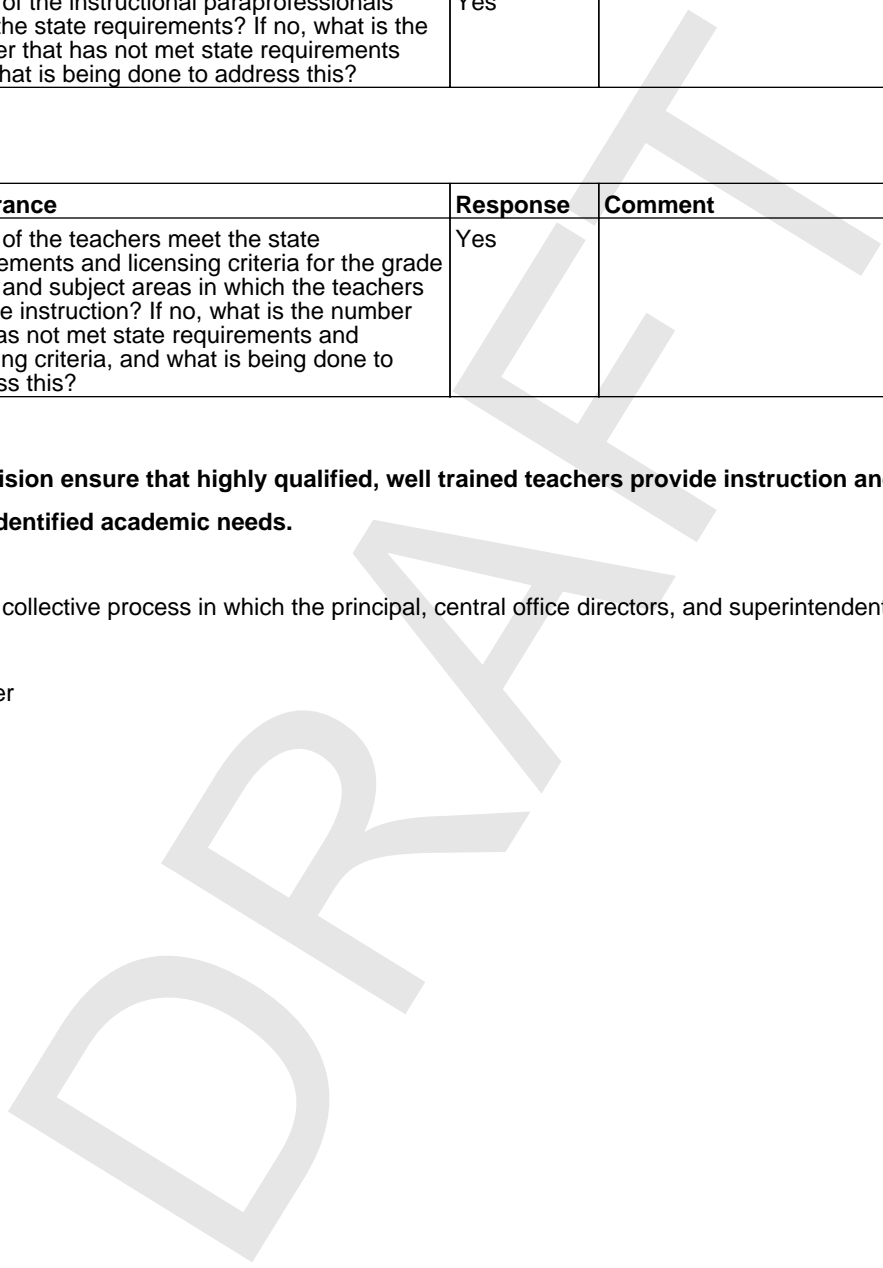 of the instructional paraprofessionals Yes
the state requirements? If no, what is the
er that has not met state requirements
hat is being done to address this?
rance Response Comment
of the teachers meet the state Yes
ements and licensing criteria for the grade
and subject areas in which the teachers
e instruction? If no, what is the number
as not met state requirements and
ng criteria, and what is being done to
ss this?
ision ensure that highly qualified, well trained teachers provide instruction an
dentified academic needs.
collective process in which the principal, central office directors, and superintendent
er
DRAFT